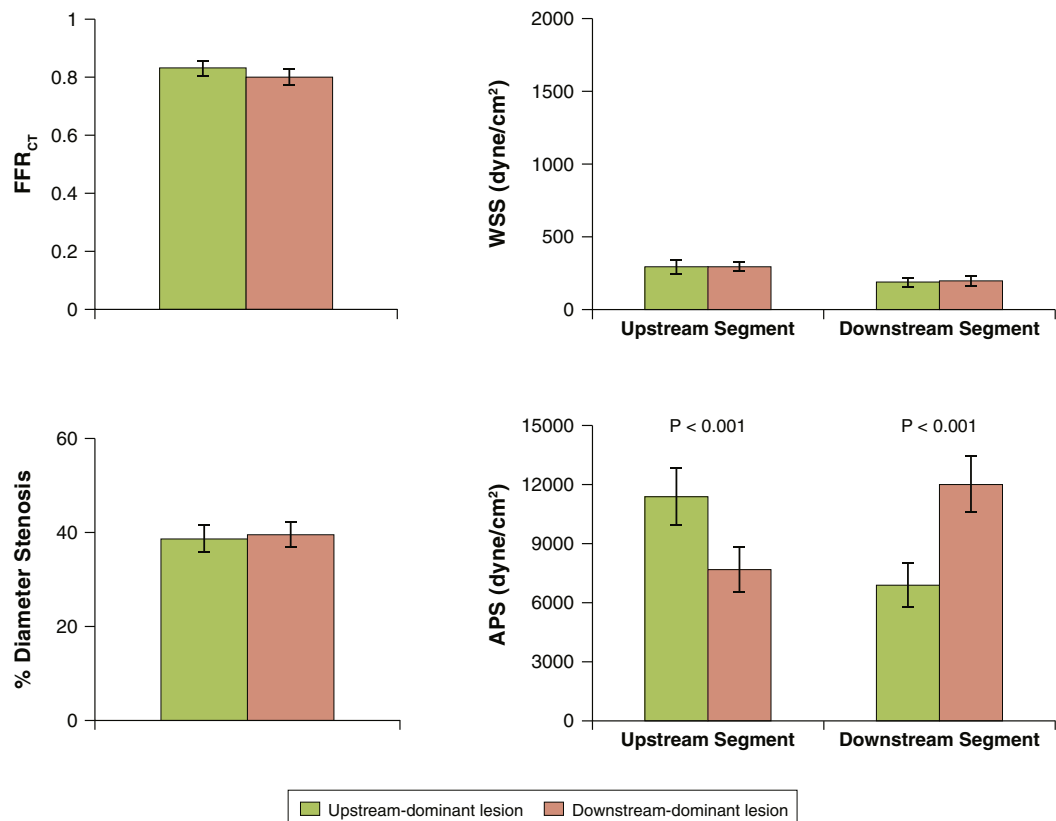 1
0.8
0.6
0.4
0.2
0
FFR_CT
2000
1500
1000
500
0
WSS (dyne/cm²)
Upstream Segment
Downstream Segment
60
40
20
0
% Diameter Stenosis
15000
12000
9000
6000
3000
0
APS (dyne/cm²)
P < 0.001
P < 0.001
Upstream Segment
Downstream Segment
Upstream-dominant lesion
Downstream-dominant lesion